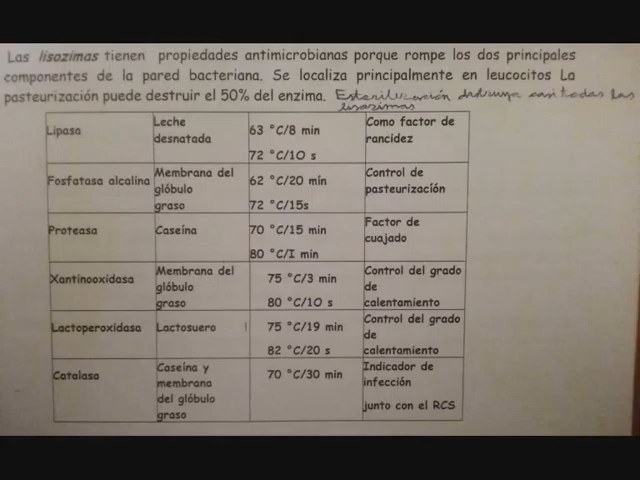 Las lisozimas tienen propiedades antimicrobianas porque rompe los dos principales
componentes de la pared bacteriana. Se localiza principalmente en leucocitos La
pasteurización puede destruir el 50% del enzima. Esterilización destruye casi todas las
lisozimas
Lipasa Leche desnatada 63 °C/8 min Como factor de rancidez
72 °C/10 s
Fosfatasa alcalina Membrana del glóbulo graso 62 °C/20 min Control de pasteurización
72 °C/15s
Proteasa Caseína 70 °C/15 min Factor de cuajado
80 °C/I min
Xantinooxidasa Membrana del glóbulo graso 75 °C/3 min Control del grado de calentamiento
80 °C/10 s
Lactoperoxidasa Lactosuero 75 °C/19 min Control del grado de calentamiento
82 °C/20 s
Catalasa Caseína y membrana del glóbulo graso 70 °C/30 min Indicador de infección
junto con el RCS